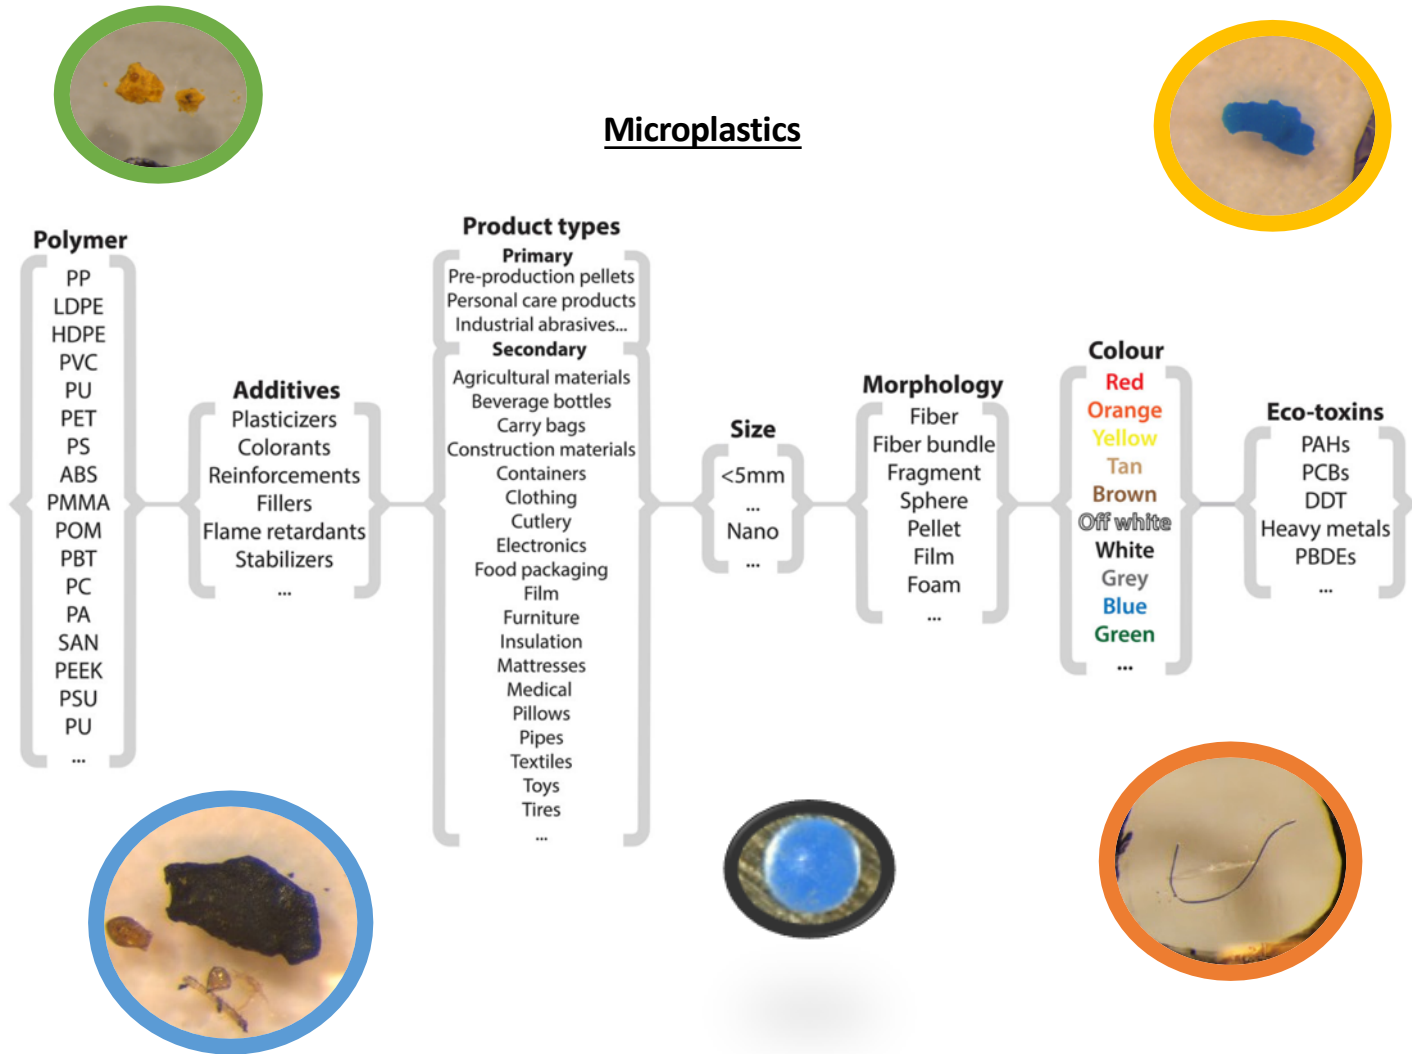 Microplastics
Polymer
PP
LDPE
HDPE
PVC
PU
PET
PS
ABS
PMMA
POM
PBT
PC
PA
SAN
PEEK
PSU
PU
...
Additives
Plasticizers
Colorants
Reinforcements
Fillers
Flame retardants
Stabilizers
...
Product types
Primary
Pre-production pellets
Personal care products
Industrial abrasives...
Secondary
Agricultural materials
Beverage bottles
Carry bags
Construction materials
Containers
Clothing
Cutlery
Electronics
Food packaging
Film
Furniture
Insulation
Mattresses
Medical
Pillows
Pipes
Textiles
Toys
Tires
...
Size
<5mm
...
Nano
...
Morphology
Fiber
Fiber bundle
Fragment
Sphere
Pellet
Film
Foam
...
Colour
Red
Orange
Yellow
Tan
Brown
Off white
White
Grey
Blue
Green
...
Eco-toxins
PAHs
PCBs
DDT
Heavy metals
PBDEs
...